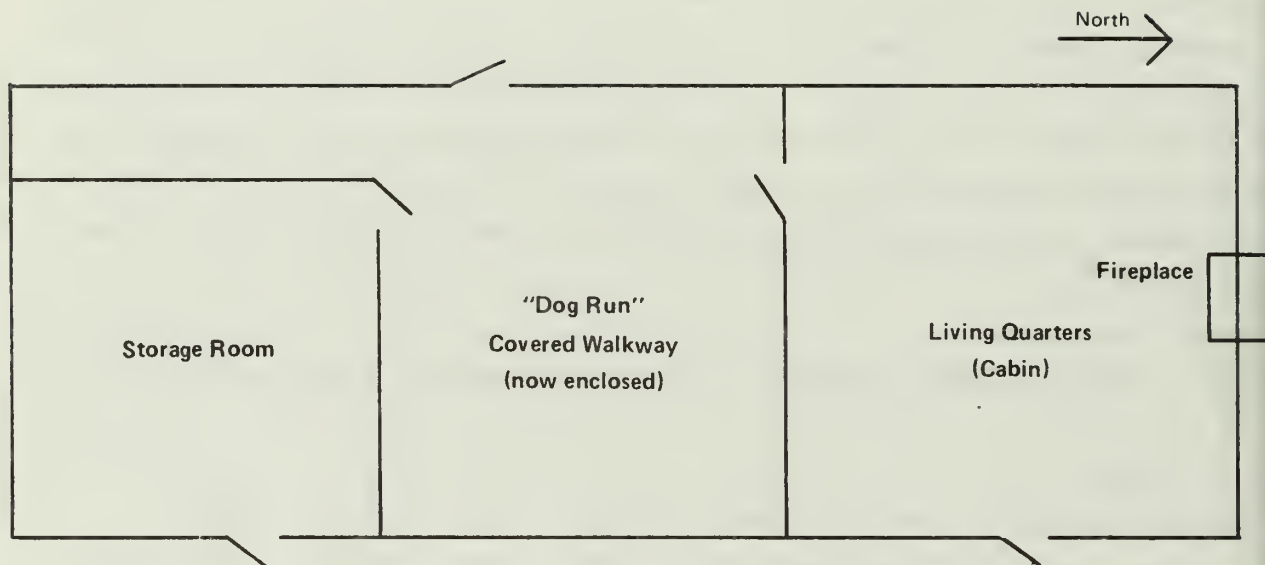 North
Fireplace
"Dog Run"
Covered Walkway
(now enclosed)
Storage Room
Living Quarters
(Cabin)